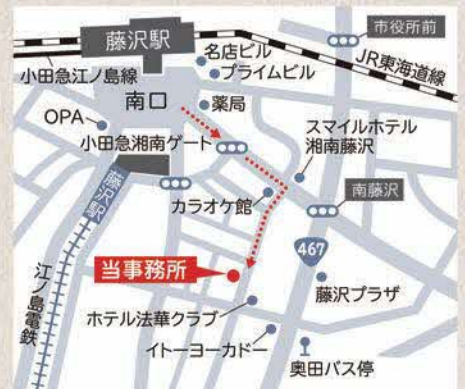 藤沢駅
市役所前
名店ビル
JR東海道線
小田急江ノ島線
プライムビル
南口
薬局
OPA
スマイルホテル
湘南藤沢
小田急湘南ゲート
藤沢駅
カラオケ館
南藤沢
467
江ノ島電鉄
当事務所
藤沢プラザ
ホテル法華クラブ
イトーヨーカドー
奥田バス停